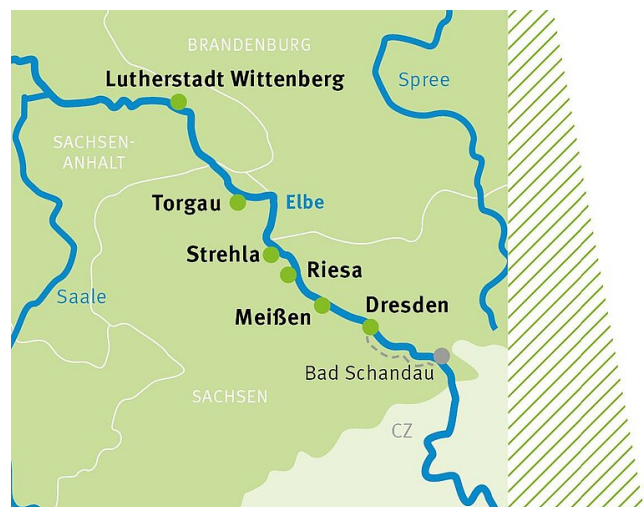 BRANDENBURG
Lutherstadt Wittenberg
Spree
SACHSEN-
ANHALT
Torgau
Elbe
Strehla
Riesa
Saale
Meißen
Dresden
Bad Schandau
SACHSEN
CZ